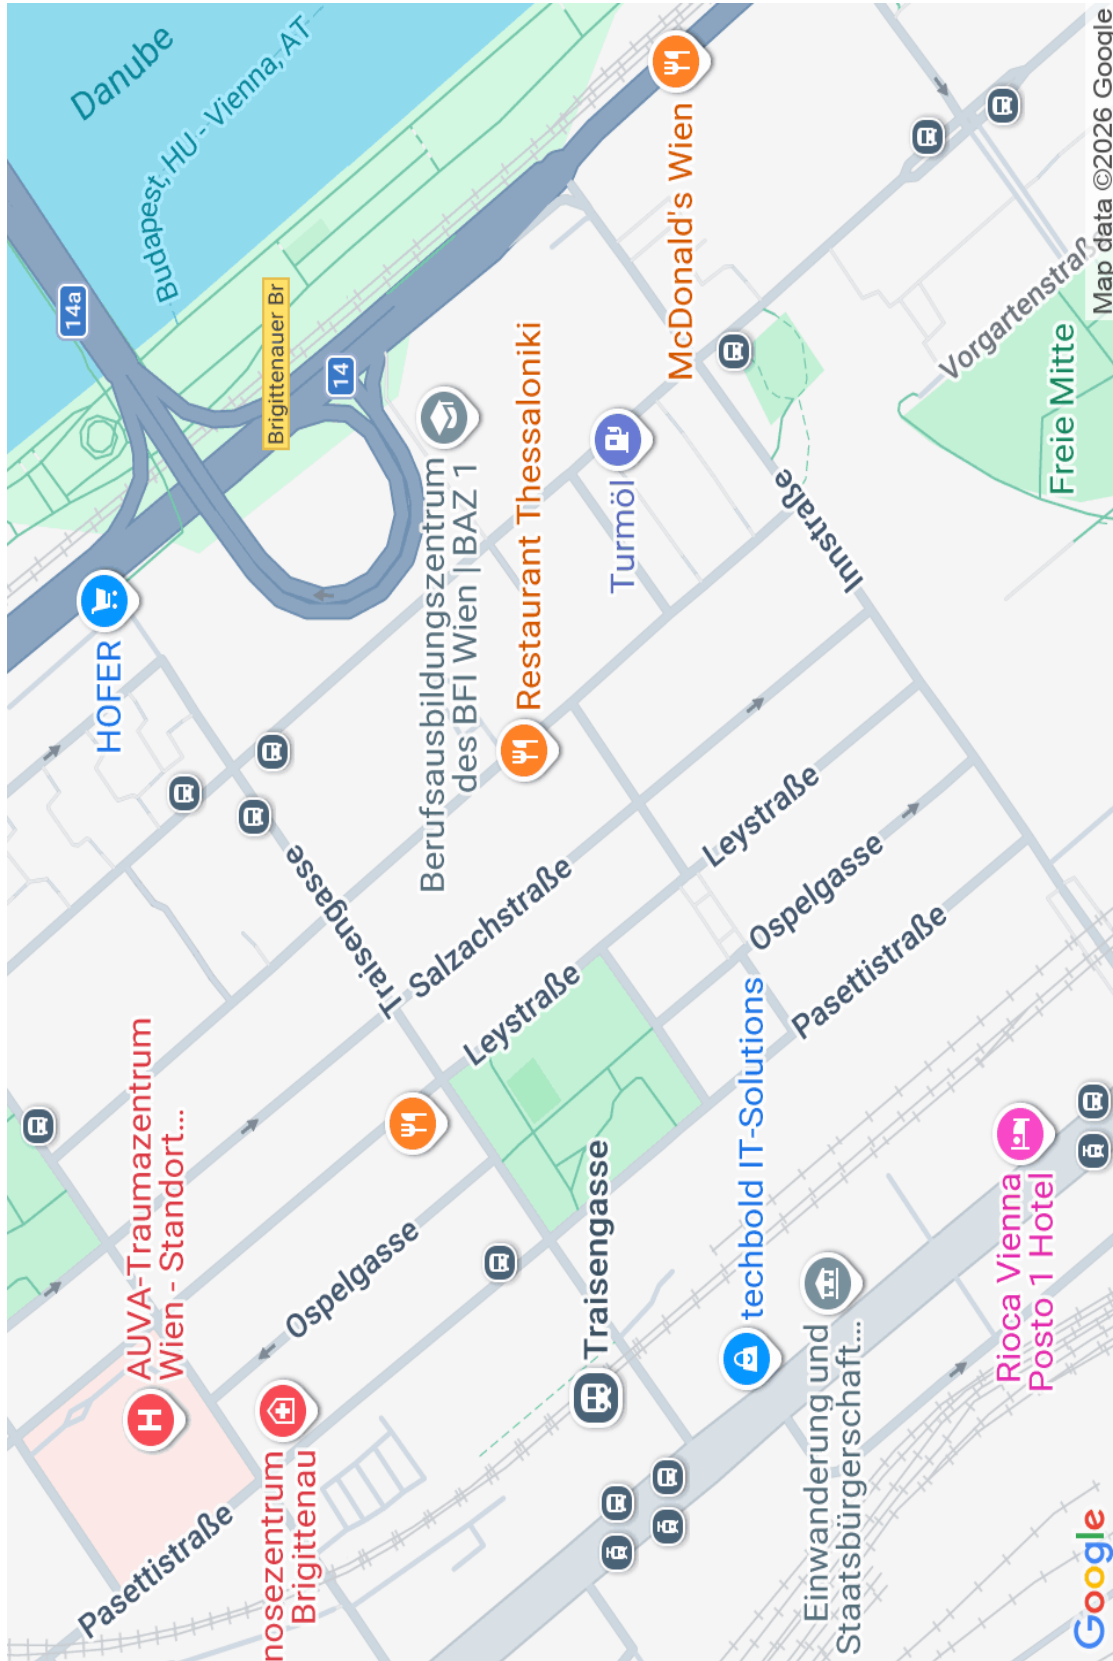 Danube
Budapest, HU - Vienna, AT
14a
Brigittenauer Br
14
HOFER
Berufsausbildungszentrum
des BFI Wien | BAZ 1
Restaurant Thessaloniki
McDonald's Wien
Turmöl
Vorgartenstraß
Freie Mitte
Innstraße
Traisengasse
Salzachstraße
Leystraße
Leystraße
Ospelgasse
Pasettistraße
AUVA-Traumazentrum
Wien - Standort...
H
Ospelgasse
Traisengasse
techbold IT-Solutions
Einwanderung und
Staatsbürgerschaft...
Rioca Vienna
Posto 1 Hotel
nosezentrum
Brigittenau
Pasettistraße
Google
Map data ©2026 Google